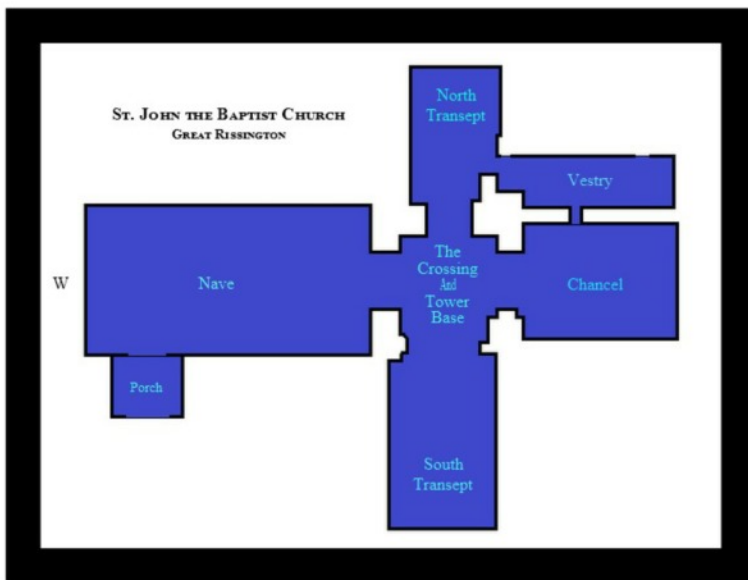 St. John the Baptist Church
Great Rissington
North
Transept
Vestry
W
Nave
The
Crossing
And
Tower
Base
Chancel
Porch
South
Transept